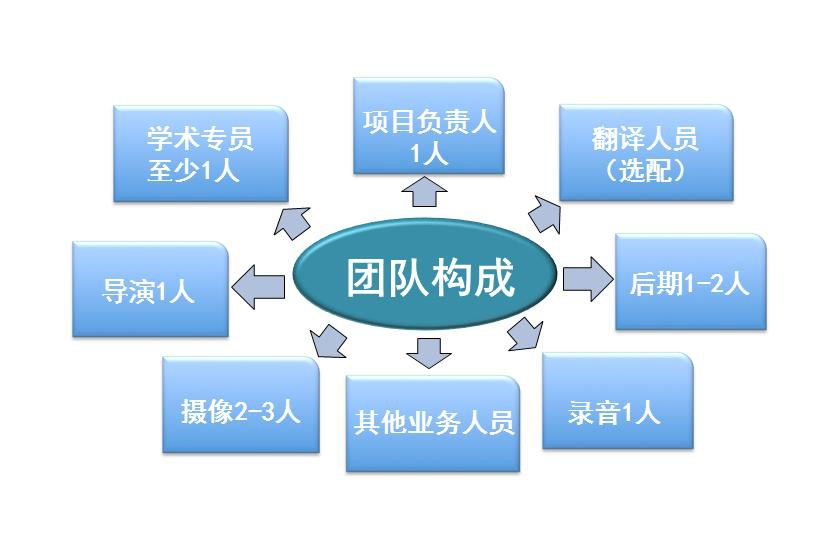 项目负责人
1人
学术专员
至少1人
翻译人员
（选配）
团队构成
导演1人
后期1-2人
摄像2-3人
其他业务人员
录音1人